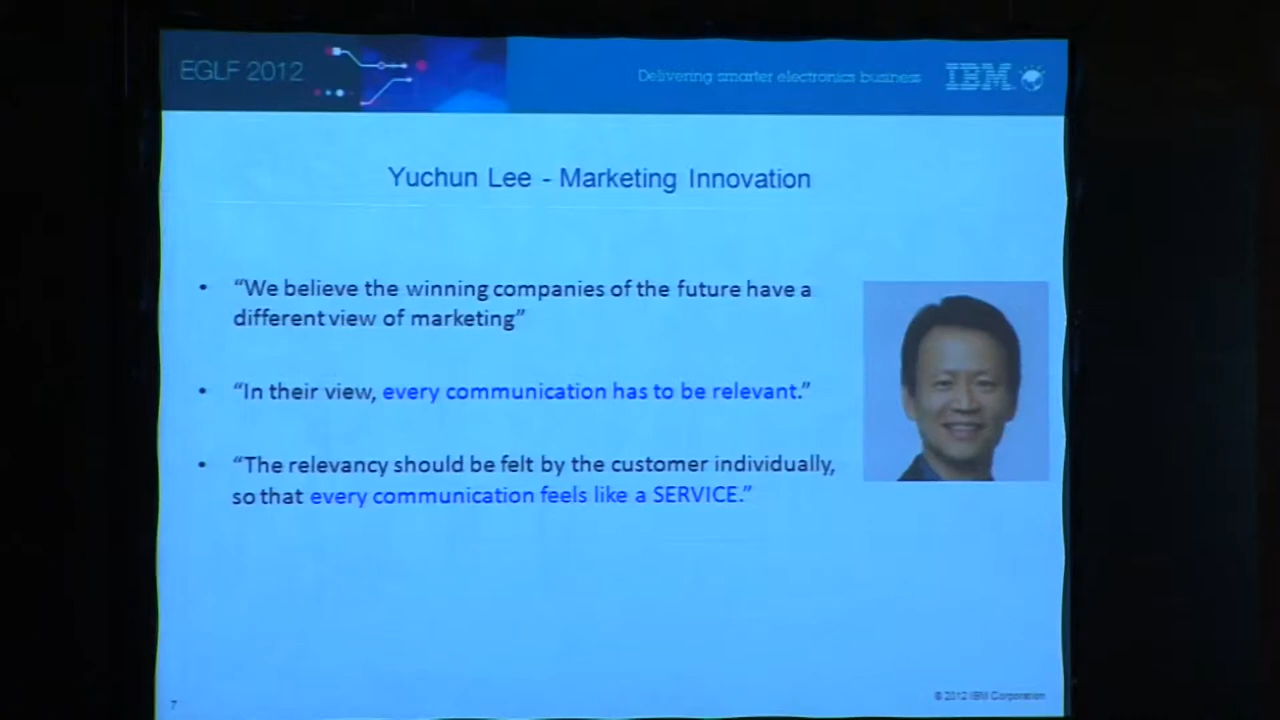 EGLF 2012
Delivering smarter electronics business
IBM
Yuchun Lee - Marketing Innovation
• “We believe the winning companies of the future have a
different view of marketing”
• “In their view, every communication has to be relevant.”
• “The relevancy should be felt by the customer individually,
so that every communication feels like a SERVICE.”
7
© 2012 IBM Corporation